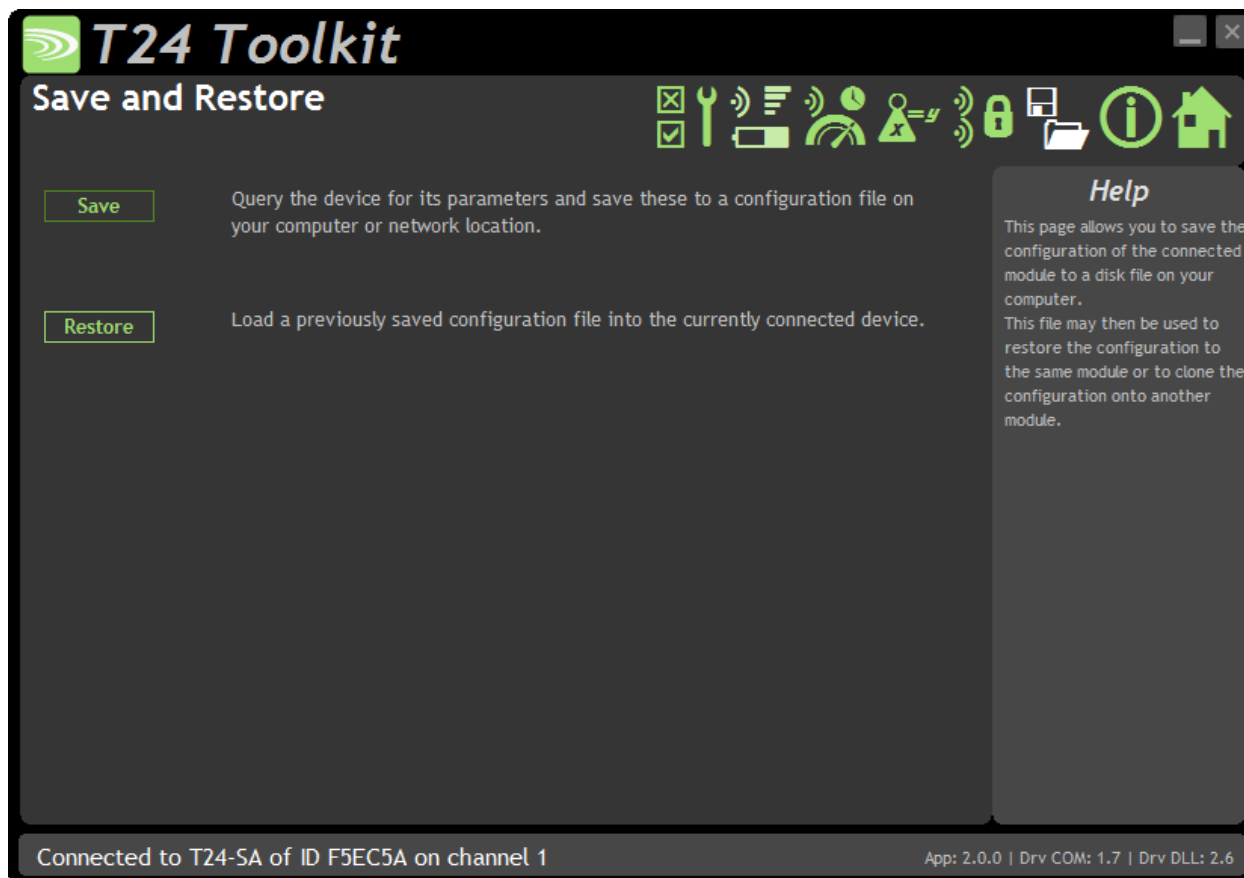 T24 Toolkit
Save and Restore
x=y
Save
Query the device for its parameters and save these to a configuration file on
your computer or network location.
Restore
Load a previously saved configuration file into the currently connected device.
Help
This page allows you to save the
configuration of the connected
module to a disk file on your
computer.
This file may then be used to
restore the configuration to
the same module or to clone the
configuration onto another
module.
Connected to T24-SA of ID F5EC5A on channel 1
App: 2.0.0 | Drv COM: 1.7 | Drv DLL: 2.6